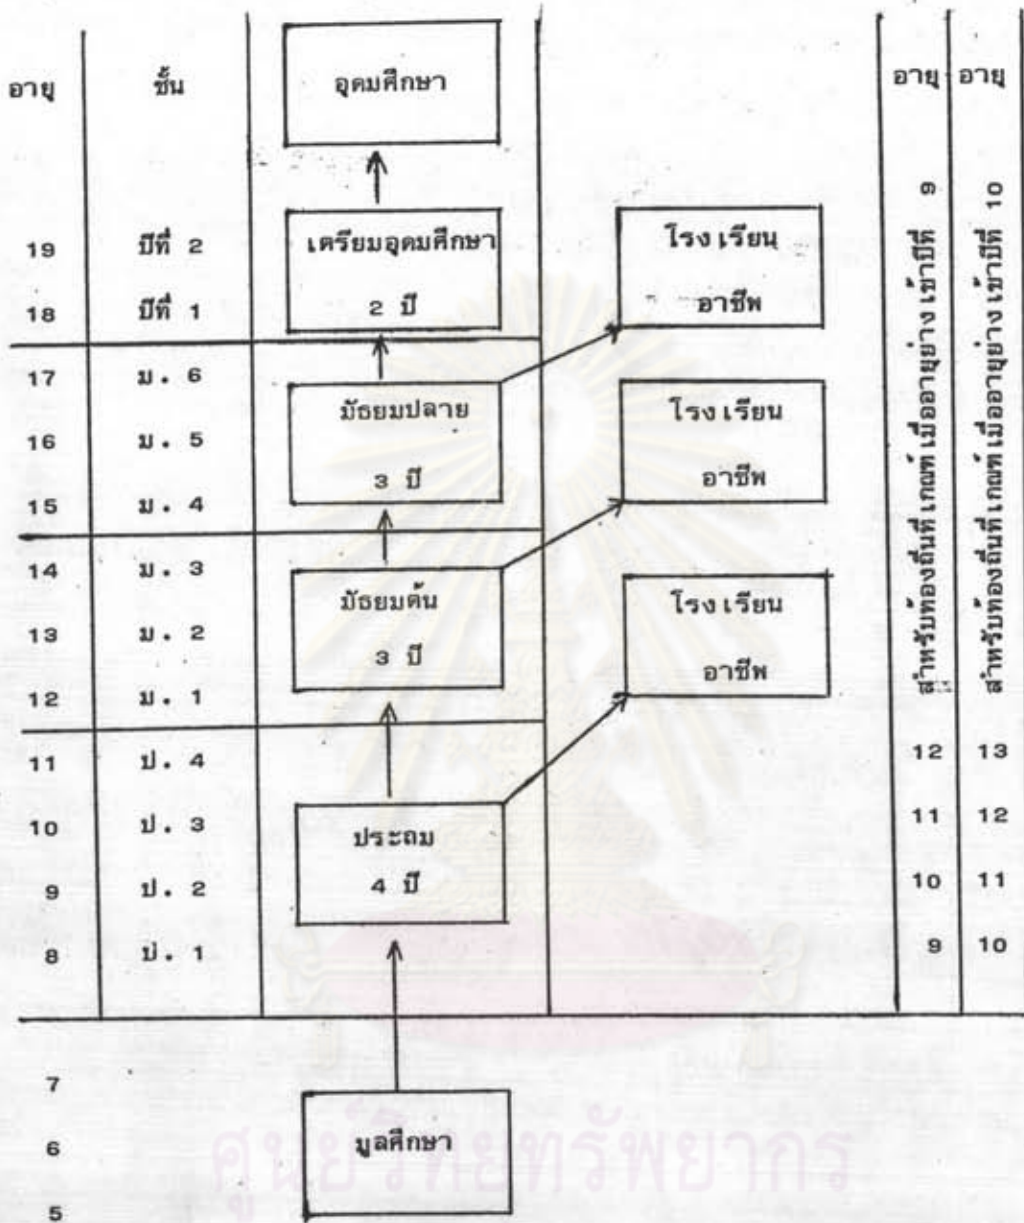 อายุ ชั้น อุดมศึกษา อายุ อายุ
19 ปีที่ 2 เตรียมอุดมศึกษา โรงเรียน
18 ปีที่ 1 2 ปี อาชีพ
17 ม. 6 มัธยมปลาย โรงเรียน
16 ม. 5
15 ม. 4 3 ปี อาชีพ
14 ม. 3 มัธยมต้น โรงเรียน
13 ม. 2 3 ปี
12 ม. 1 อาชีพ
สำหรับท้องถิ่นที่เกณฑ์เมื่ออายุย่างเข้าปีที่ 9
สำหรับท้องถิ่นที่เกณฑ์เมื่ออายุย่างเข้าปีที่ 10
11 ป. 4 12 13
10 ป. 3 ประถม 11 12
9 ป. 2 4 ปี 10 11
8 ป. 1 9 10
7
6 มูลศึกษา
5
ศูนย์วิทยทรัพยากร